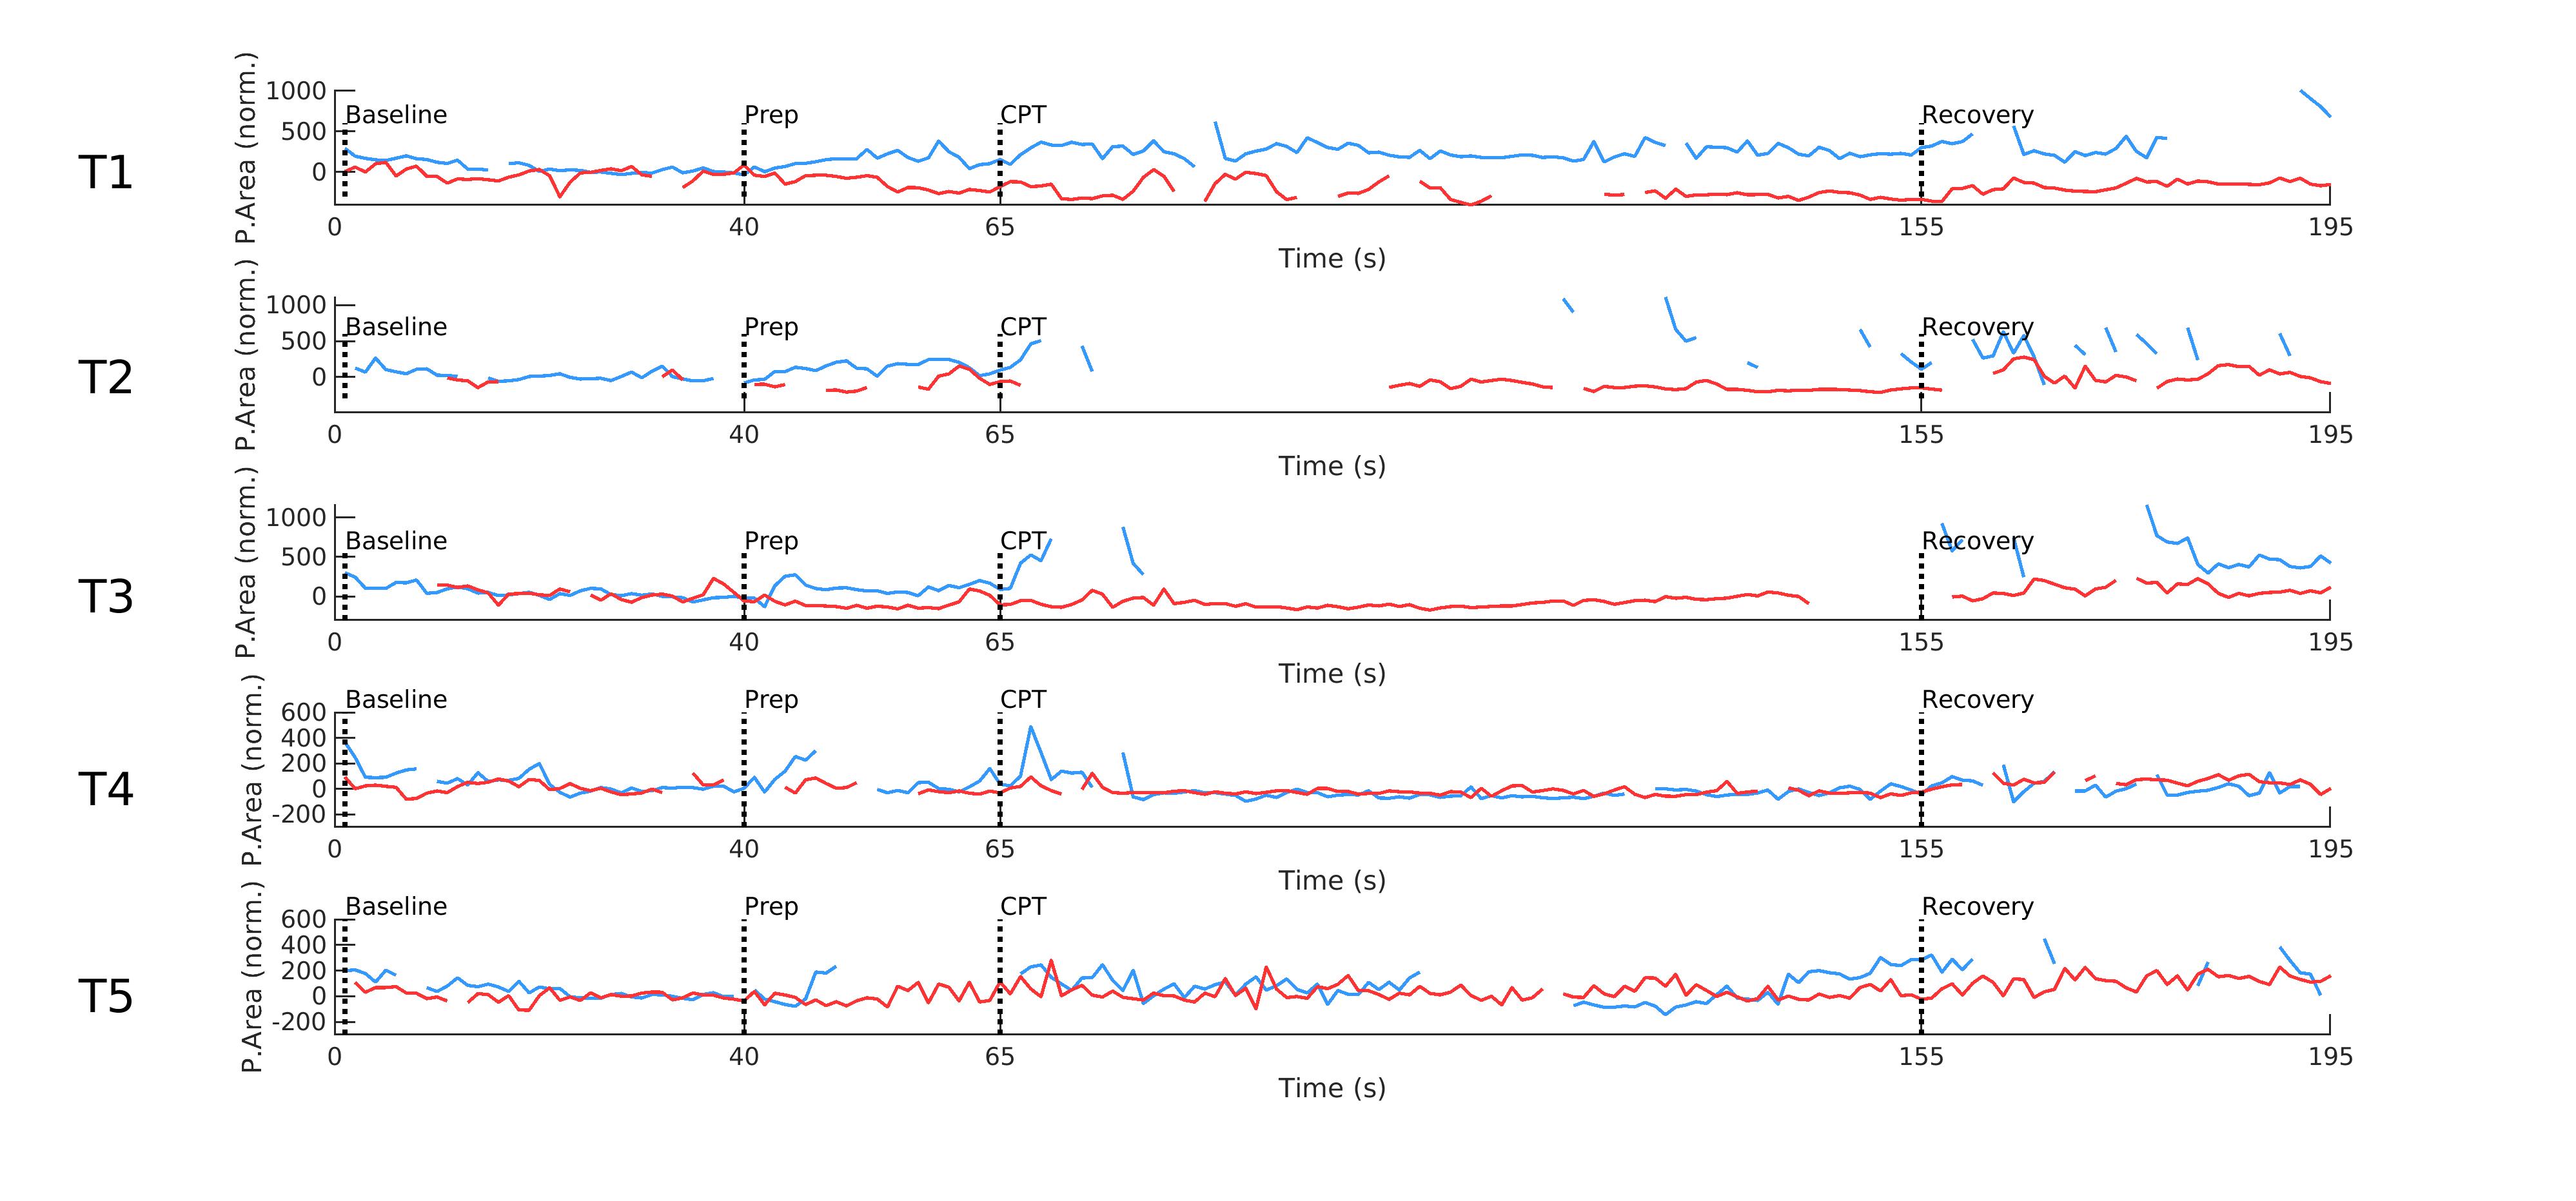 T1
P.Area (norm.)
1000
500
0
Baseline
Prep
CPT
Recovery
0
40
65
155
195
Time (s)
T2
P.Area (norm.)
1000
500
0
Baseline
Prep
CPT
Recovery
0
40
65
155
195
Time (s)
T3
P.Area (norm.)
1000
500
0
Baseline
Prep
CPT
Recovery
0
40
65
155
195
Time (s)
T4
P.Area (norm.)
600
400
200
0
-200
Baseline
Prep
CPT
Recovery
0
40
65
155
195
Time (s)
T5
P.Area (norm.)
600
400
200
0
-200
Baseline
Prep
CPT
Recovery
0
40
65
155
195
Time (s)